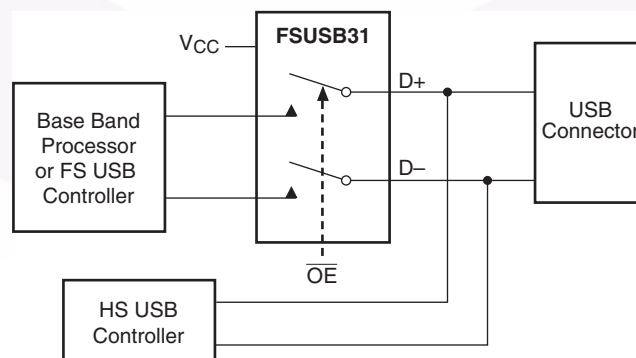 FSUSB31
VCC
D+
Base Band
Processor
or FS USB
Controller
D–
USB
Connector
OE
HS USB
Controller